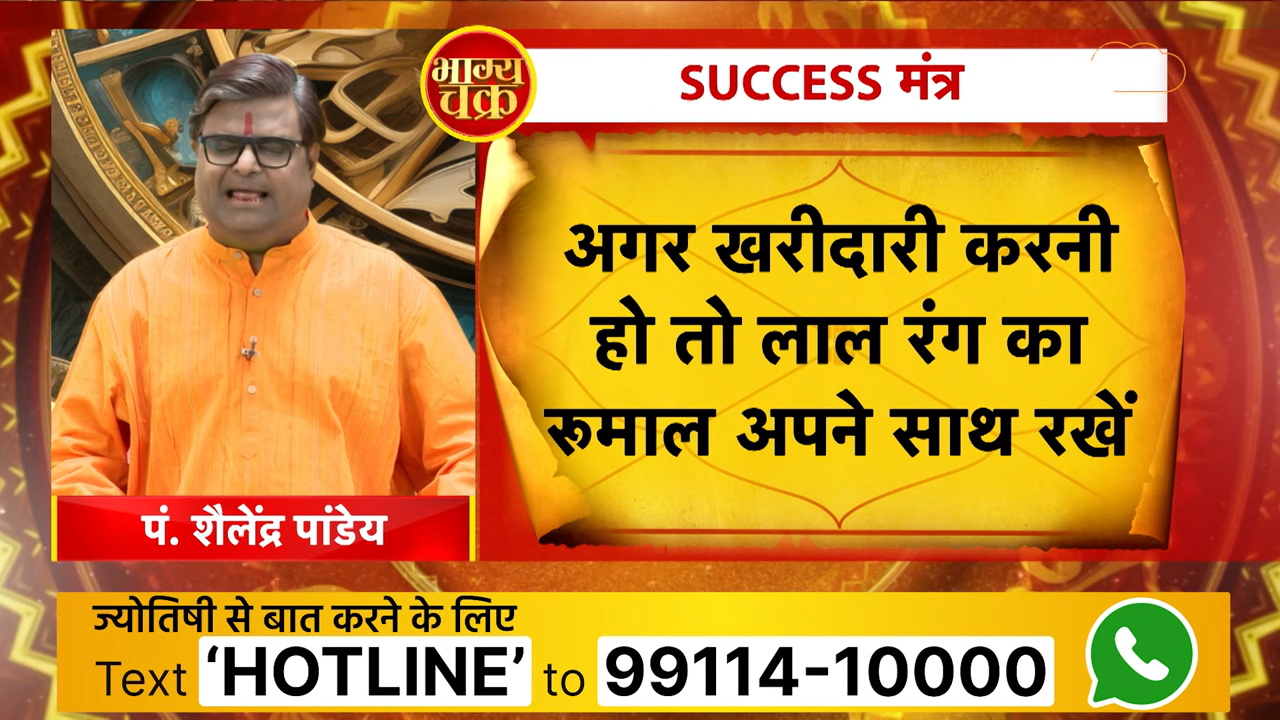 भाग्य
चक्र
SUCCESS मंत्र
अगर खरीदारी करनी
हो तो लाल रंग का
रूमाल अपने साथ रखें
पं. शैलेंद्र पांडेय
ज्योतिषी से बात करने के लिए
Text ‘HOTLINE’ to 99114-10000